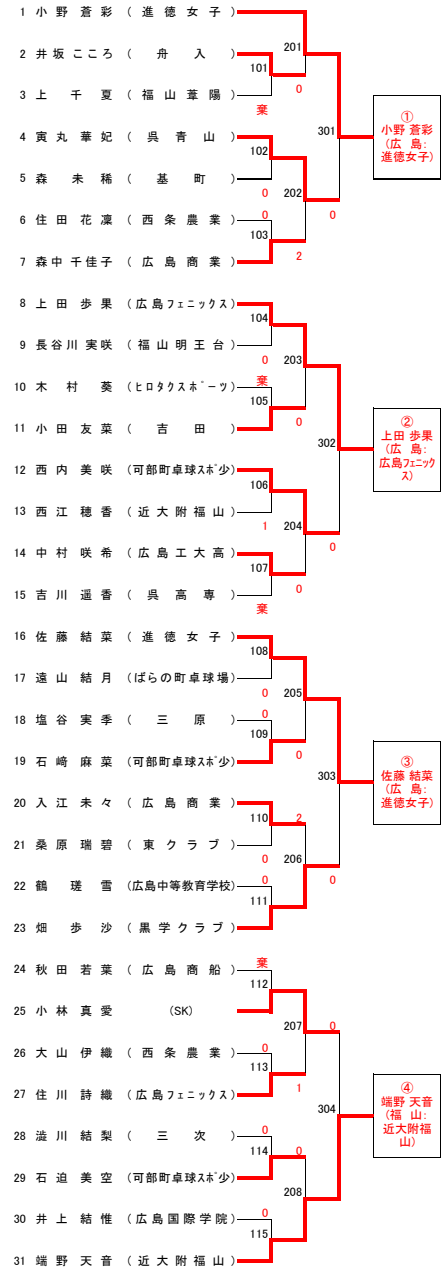 1 小野 蒼彩 （ 進 徳 女 子 ）
201
2 井坂 こころ （ 舟 入 ）
101
0
3 上 千 夏 （ 福 山 葦 陽 ）
棄
301
①
小野 蒼彩
(広 島:
進徳女子)
4 寅丸 華妃 （ 呉 青 山 ）
102
5 森 未 稀 （ 基 町 ）
0
202
6 住田 花凜 （ 西 条 農 業 ）
0
0
103
7 森中 千佳子 （ 広 島 商 業 ）
2
8 上田 歩果 （広島フェニックス）
104
9 長谷川 実咲 （ 福 山 明 王 台 ）
0
203
10 木 村 葵 （ヒロタクスポーツ）
棄
105
0
11 小田 友菜 （ 吉 田 ）
302
②
上田 歩果
(広 島:
広島フェニック
ス)
12 西内 美咲 （可部町卓球スポ少）
106
13 西江 穂香 （ 近 大 附 福 山 ）
1
204
14 中村 咲希 （ 広 島 工 大 高 ）
0
107
0
15 吉川 遥香 （ 呉 高 専 ）
棄
16 佐藤 結菜 （ 進 徳 女 子 ）
108
17 遠山 結月 （ばらの町卓球場）
0
205
18 塩谷 実季 （ 三 原 ）
0
109
0
19 石﨑 麻菜 （可部町卓球スポ少）
303
③
佐藤 結菜
(広 島:
進徳女子)
20 入江 未々 （ 広 島 商 業 ）
110
2
21 桑原 瑞碧 （ 東 ク ラ ブ ）
0
206
22 鶴 瑳 雪 （広島中等教育学校）
0
0
111
23 畑 歩 沙 （ 黒 学 ク ラ ブ ）
24 秋田 若葉 （ 広 島 商 船 ）
棄
112
25 小林 真愛 (SK)
207
0
26 大山 伊織 （ 西 条 農 業 ）
0
113
1
27 住川 詩織 （広島フェニックス）
304
④
端野 天音
(福 山:
近大附福
山)
28 澁川 結梨 （ 三 次 ）
0
114
0
29 石迫 美空 （可部町卓球スポ少）
208
30 井上 結惟 （ 広 島 国 際 学 院 ）
0
115
31 端野 天音 （ 近 大 附 福 山 ）